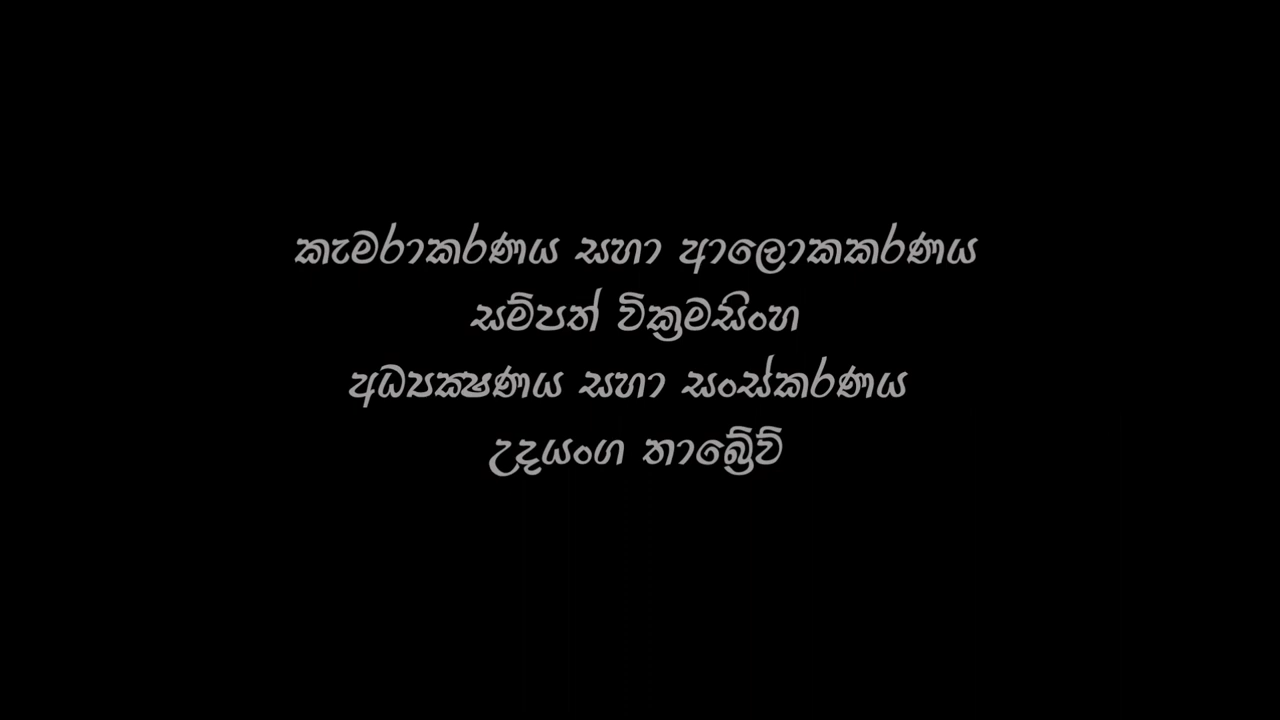 කැමරාකරණය සහා ආලොකකරණය
සම්පත් වික්‍රමසිංහ
අධ්‍යක්ෂණය සහා සංස්කරණය
උදයංග තාබ්‍රේව්